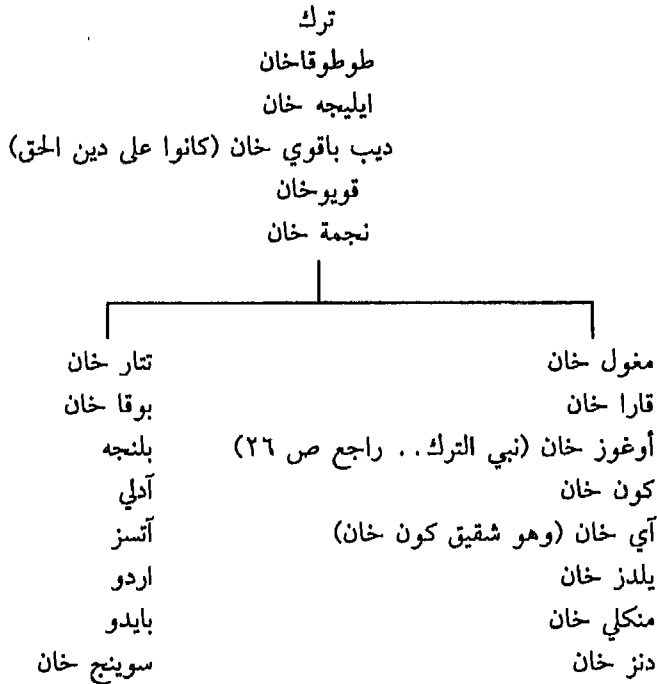 ترك
طوطوقاخان
ايليجه خان
ديب باقوي خان (كانوا على دين الحق)
قويوخان
نجمة خان
مغول خان
قارا خان
أوغوز خان (نبي الترك.. راجع ص ٢٦)
كون خان
آي خان (وهو شقيق كون خان)
يلدز خان
منكلي خان
دنز خان
تتار خان
بوقا خان
بلنجه
آدلي
آتسز
اردو
بايدو
سوينج خان